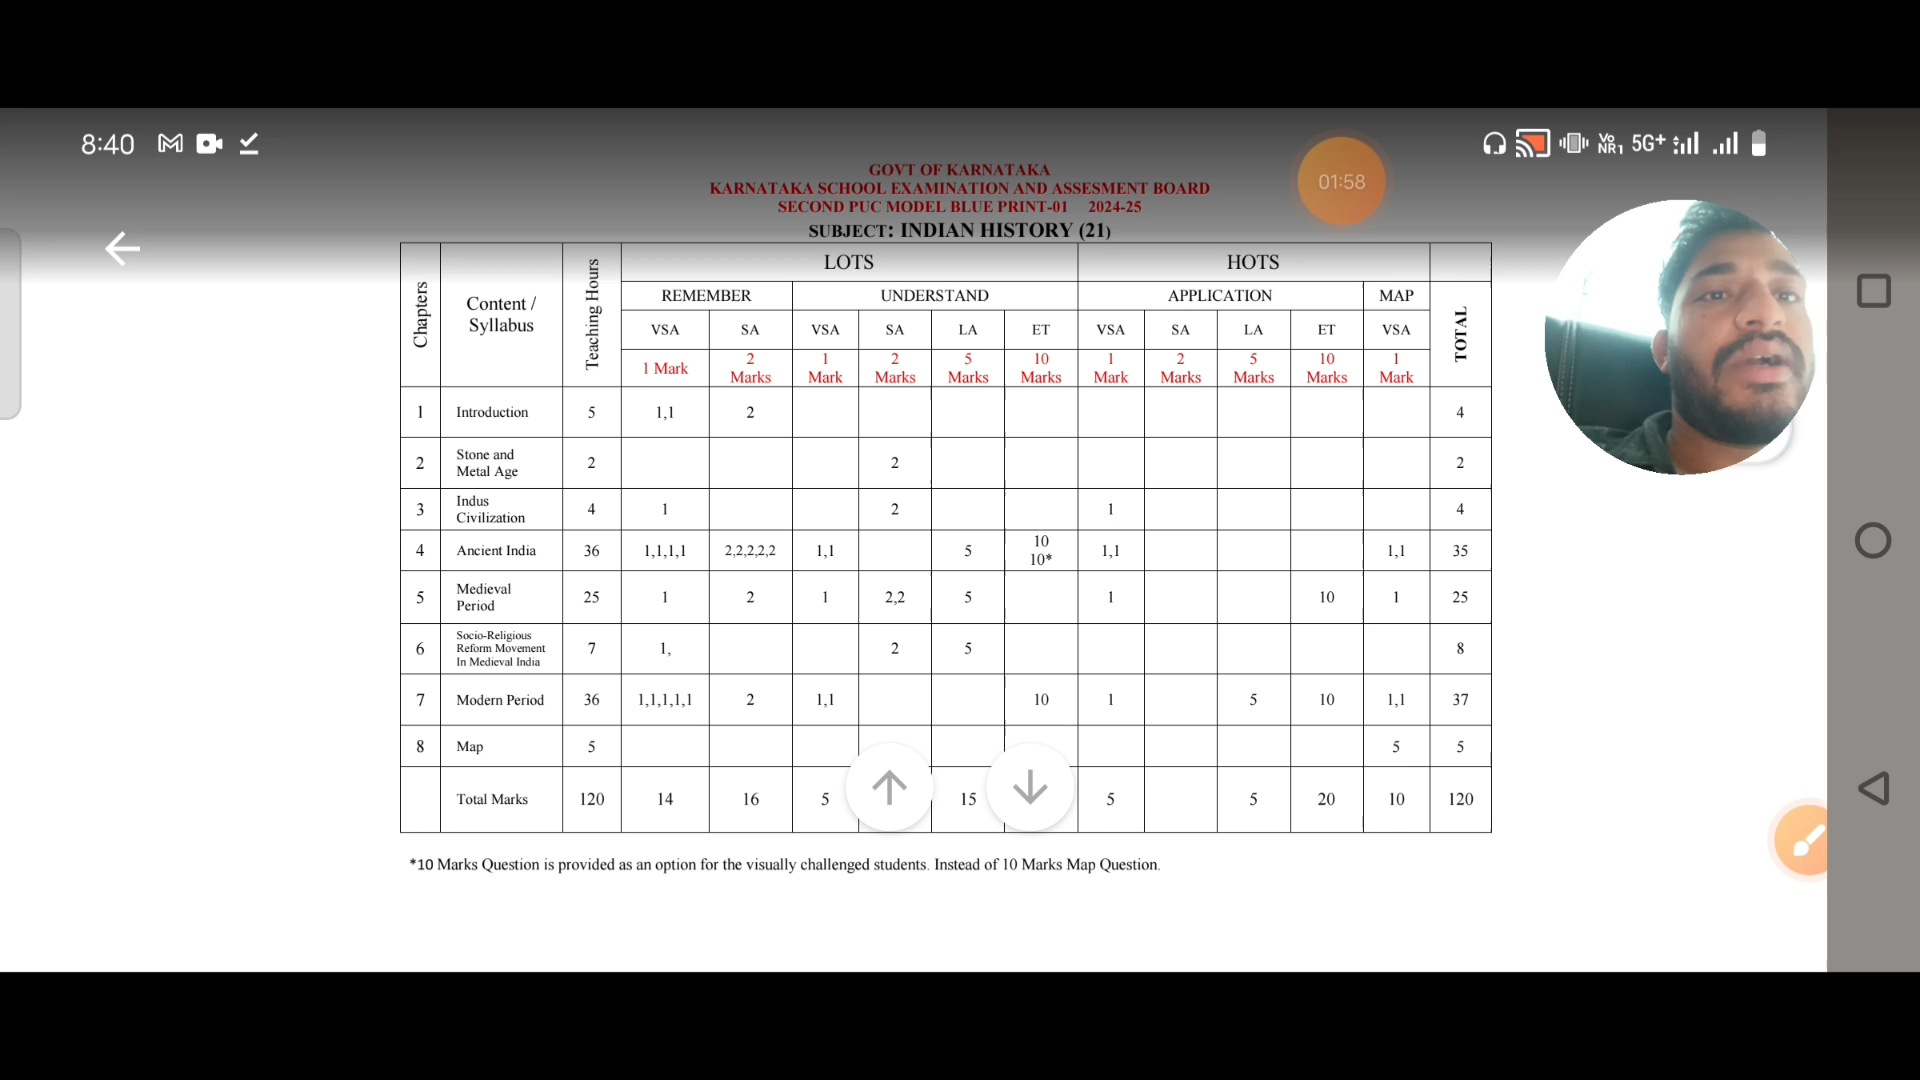 8:40
Vo
NR1
5G+
GOVT OF KARNATAKA
KARNATAKA SCHOOL EXAMINATION AND ASSESMENT BOARD
SECOND PUC MODEL BLUE PRINT-01 2024-25
01:58
SUBJECT: INDIAN HISTORY (21)
Chapters Content / Syllabus Teaching Hours LOTS HOTS TOTAL
REMEMBER UNDERSTAND APPLICATION MAP
VSA SA VSA SA LA ET VSA SA LA ET VSA
1 Mark 2 Marks 1 Mark 2 Marks 5 Marks 10 Marks 1 Mark 2 Marks 5 Marks 10 Marks 1 Mark
1 Introduction 5 1,1 2 4
2 Stone and Metal Age 2 2 2
3 Indus Civilization 4 1 2 1 4
4 Ancient India 36 1,1,1,1 2,2,2,2,2 1,1 5 10 10* 1,1 1,1 35
5 Medieval Period 25 1 2 1 2,2 5 1 10 1 25
6 Socio-Religious Reform Movement In Medieval India 7 1, 2 5 8
7 Modern Period 36 1,1,1,1,1 2 1,1 10 1 5 10 1,1 37
8 Map 5 5 5
Total Marks 120 14 16 5 15 5 5 20 10 120
*10 Marks Question is provided as an option for the visually challenged students. Instead of 10 Marks Map Question.